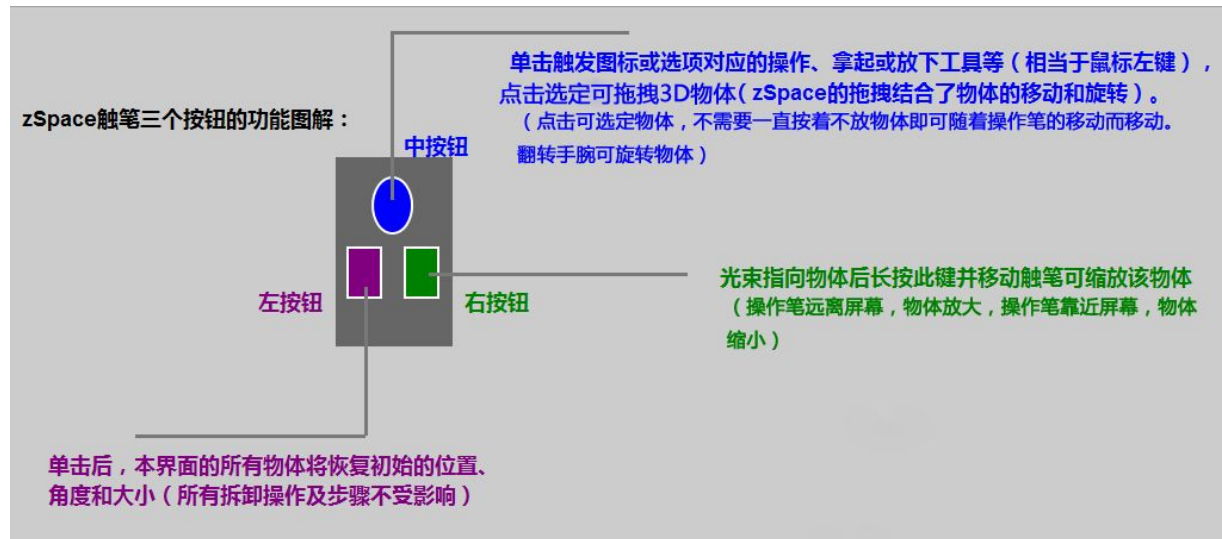 单击触发图标或选项对应的操作、拿起或放下工具等（相当于鼠标左键），
点击选定可拖拽3D物体（zSpace的拖拽结合了物体的移动和旋转）。
（点击可选定物体，不需要一直按着不放物体即可随着操作笔的移动而移动。
翻转手腕可旋转物体）
zSpace触笔三个按钮的功能图解：
中按钮
左按钮
右按钮
光束指向物体后长按此键并移动触笔可缩放该物体
（操作笔远离屏幕，物体放大，操作笔靠近屏幕，物体
缩小）
单击后，本界面的所有物体将恢复初始的位置、
角度和大小（所有拆卸操作及步骤不受影响）